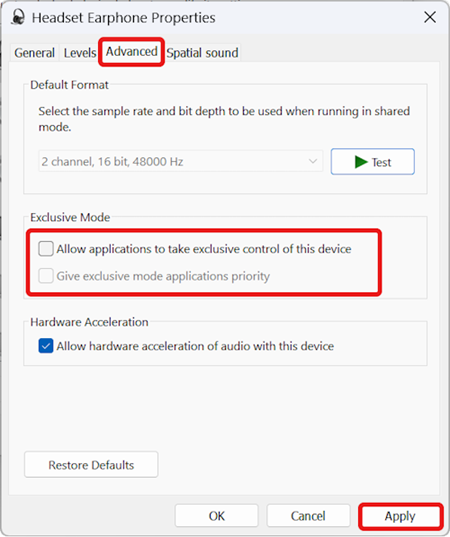 Headset Earphone Properties
General Levels Advanced Spatial sound
Default Format
Select the sample rate and bit depth to be used when running in shared
mode.
2 channel, 16 bit, 48000 Hz
Test
Exclusive Mode
Allow applications to take exclusive control of this device
Give exclusive mode applications priority
Hardware Acceleration
Allow hardware acceleration of audio with this device
Restore Defaults
OK Cancel Apply